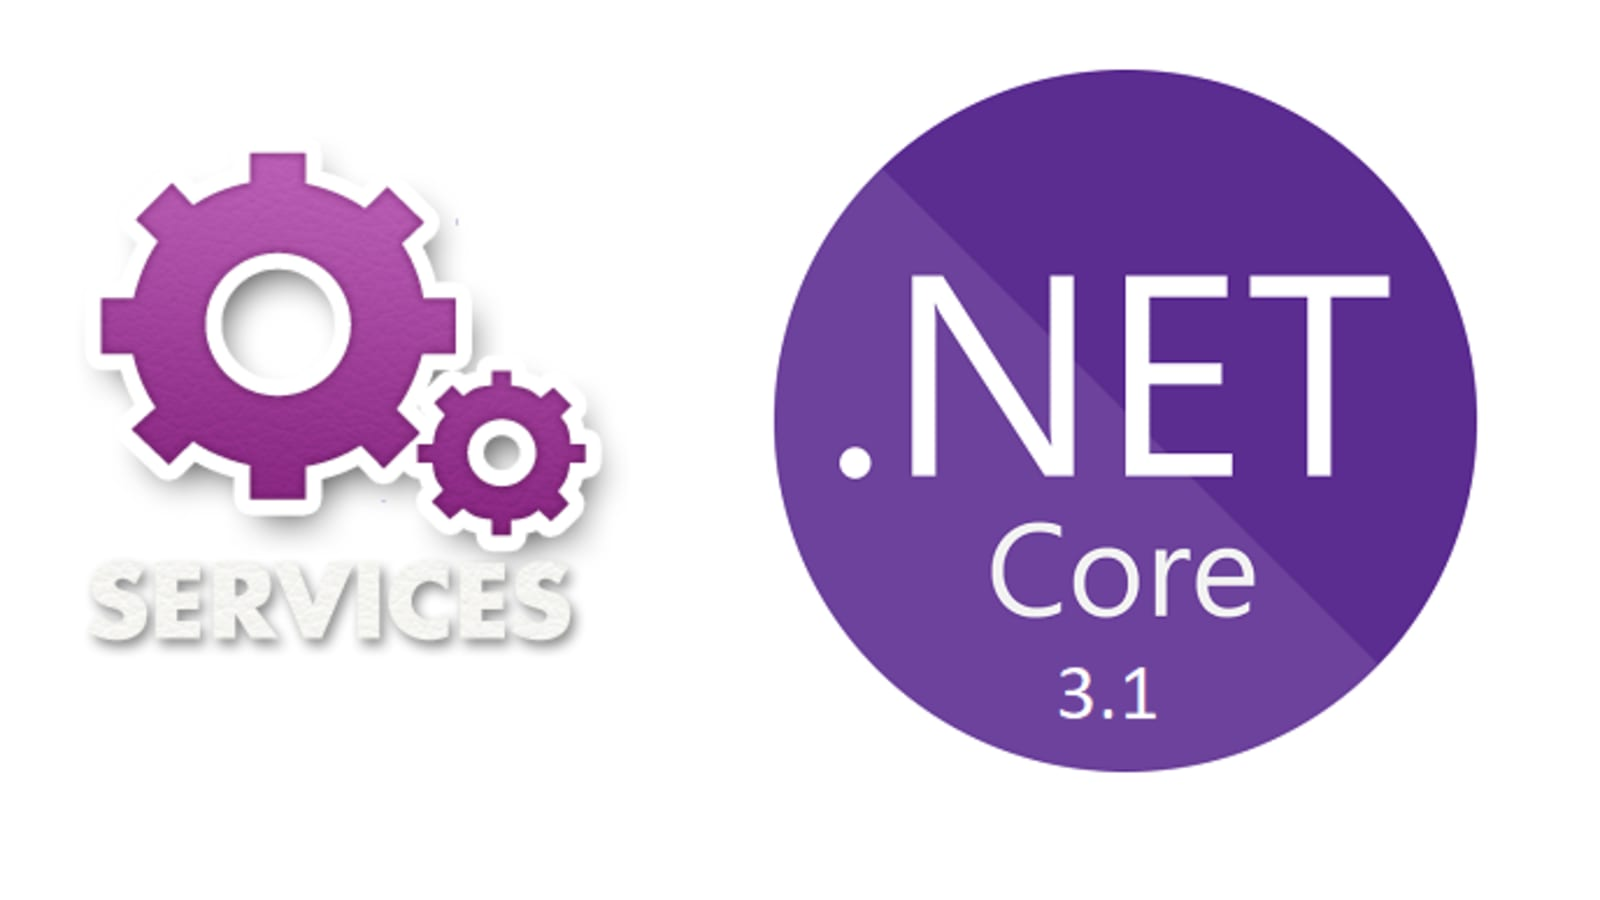 SERVICES
.NET
Core
3.1